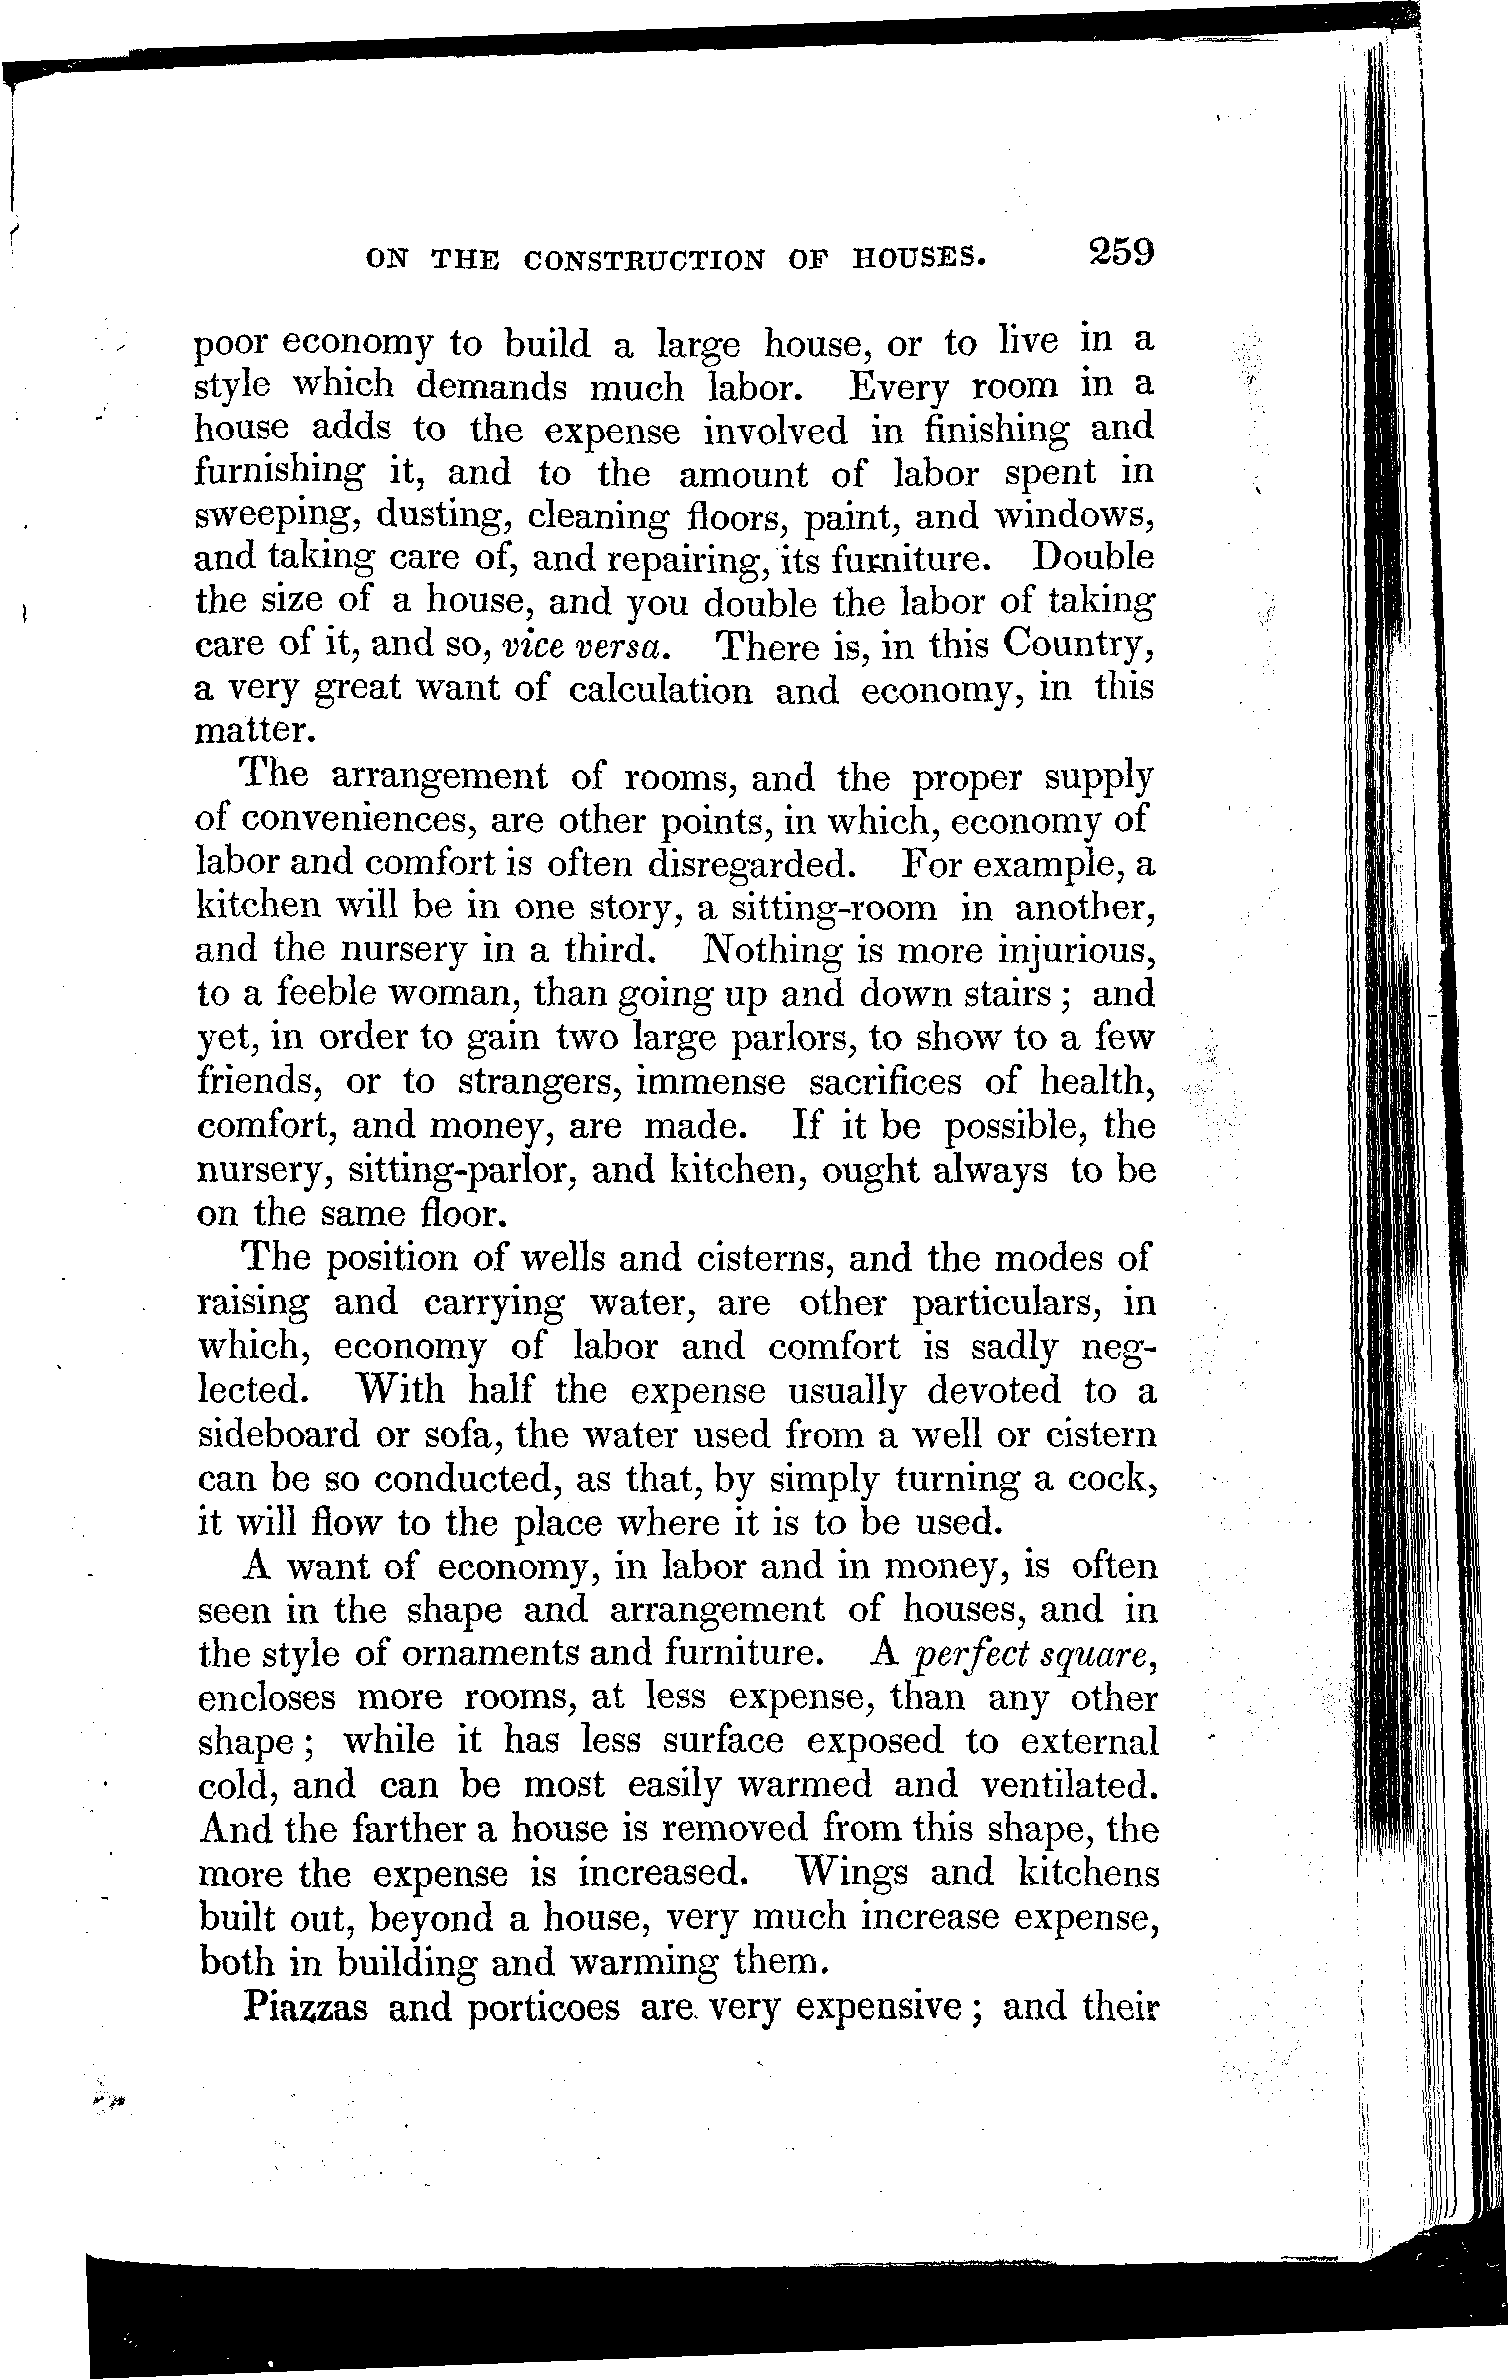 ON THE CONSTRUCTION OF HOUSES. 259
poor economy to build a large house, or to live in a
style which demands much labor. Every room in a
house adds to the expense involved in finishing and
furnishing it, and to the amount of labor spent in
sweeping, dusting, cleaning floors, paint, and windows,
and taking care of, and repairing, its furniture. Double
the size of a house, and you double the labor of taking
care of it, and so, vice versa. There is, in this Country,
a very great want of calculation and economy, in this
matter.
The arrangement of rooms, and the proper supply
of conveniences, are other points, in which, economy of
labor and comfort is often disregarded. For example, a
kitchen will be in one story, a sitting-room in another,
and the nursery in a third. Nothing is more injurious,
to a feeble woman, than going up and down stairs; and
yet, in order to gain two large parlors, to show to a few
friends, or to strangers, immense sacrifices of health,
comfort, and money, are made. If it be possible, the
nursery, sitting-parlor, and kitchen, ought always to be
on the same floor.
The position of wells and cisterns, and the modes of
raising and carrying water, are other particulars, in
which, economy of labor and comfort is sadly neg-
lected. With half the expense usually devoted to a
sideboard or sofa, the water used from a well or cistern
can be so conducted, as that, by simply turning a cock,
it will flow to the place where it is to be used.
A want of economy, in labor and in money, is often
seen in the shape and arrangement of houses, and in
the style of ornaments and furniture. A perfect square,
encloses more rooms, at less expense, than any other
shape; while it has less surface exposed to external
cold, and can be most easily warmed and ventilated.
And the farther a house is removed from this shape, the
more the expense is increased. Wings and kitchens
built out, beyond a house, very much increase expense,
both in building and warming them.
Piazzas and porticoes are very expensive; and their